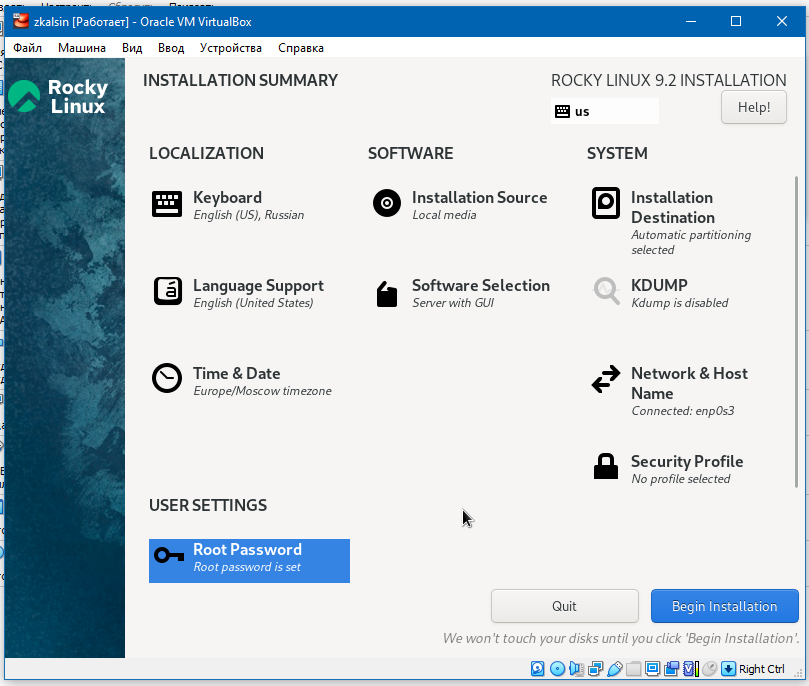 zkalsin [Работает] - Oracle VM VirtualBox
Файл Машина Вид Ввод Устройства Справка
Rocky
Linux
INSTALLATION SUMMARY
ROCKY LINUX 9.2 INSTALLATION
us
Help!
LOCALIZATION
Keyboard
English (US), Russian
Language Support
English (United States)
Time & Date
Europe/Moscow timezone
SOFTWARE
Installation Source
Local media
Software Selection
Server with GUI
SYSTEM
Installation
Destination
Automatic partitioning
selected
KDUMP
Kdump is disabled
Network & Host
Name
Connected: enp0s3
Security Profile
No profile selected
USER SETTINGS
Root Password
Root password is set
Quit
Begin Installation
We won't touch your disks until you click 'Begin Installation'.
Right Ctrl